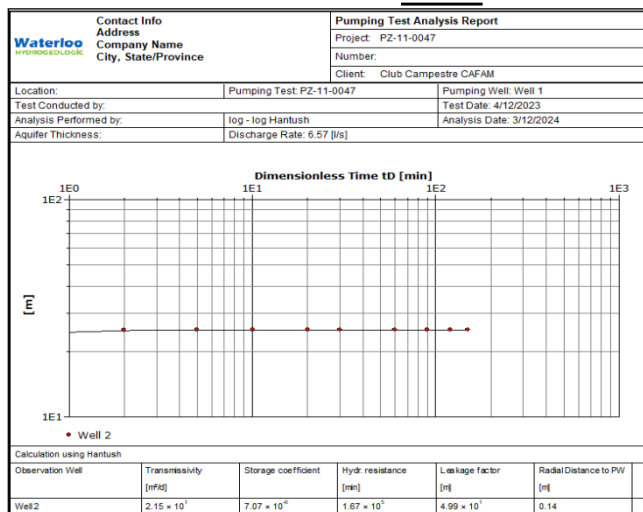 Waterloo
HYDROGEOLOGIC
Contact Info
Address
Company Name
City, State/Province
Pumping Test Analysis Report
Project: PZ-11-0047
Number:
Client: Club Campestre CAFAM
Location: Pumping Test: PZ-11-0047 Pumping Well: Well 1
Test Conducted by: Test Date: 4/12/2023
Analysis Performed by: log - log Hantush Analysis Date: 3/12/2024
Aquifer Thickness: Discharge Rate: 6.57 [l/s]
Dimensionless Time tD [min]
1E0 1E1 1E2 1E3
1E2
[m]
1E1
Well 2
Calculation using Hantush
Observation Well Transmissivity Storage coefficient Hydr. resistance Leakage factor Radial Distance to PW
[m²/d] [min] [m] [m]
Well 2 2.15 × 10¹ 7.07 × 10⁻⁶ 1.67 × 10⁵ 4.99 × 10¹ 0.14